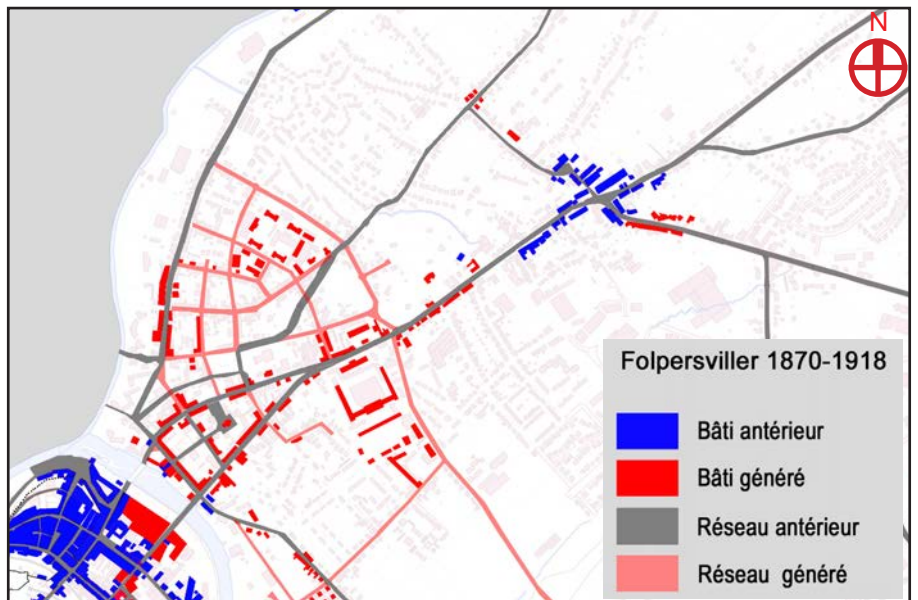 N
Folpersviller 1870-1918
Bâti antérieur
Bâti généré
Réseau antérieur
Réseau généré